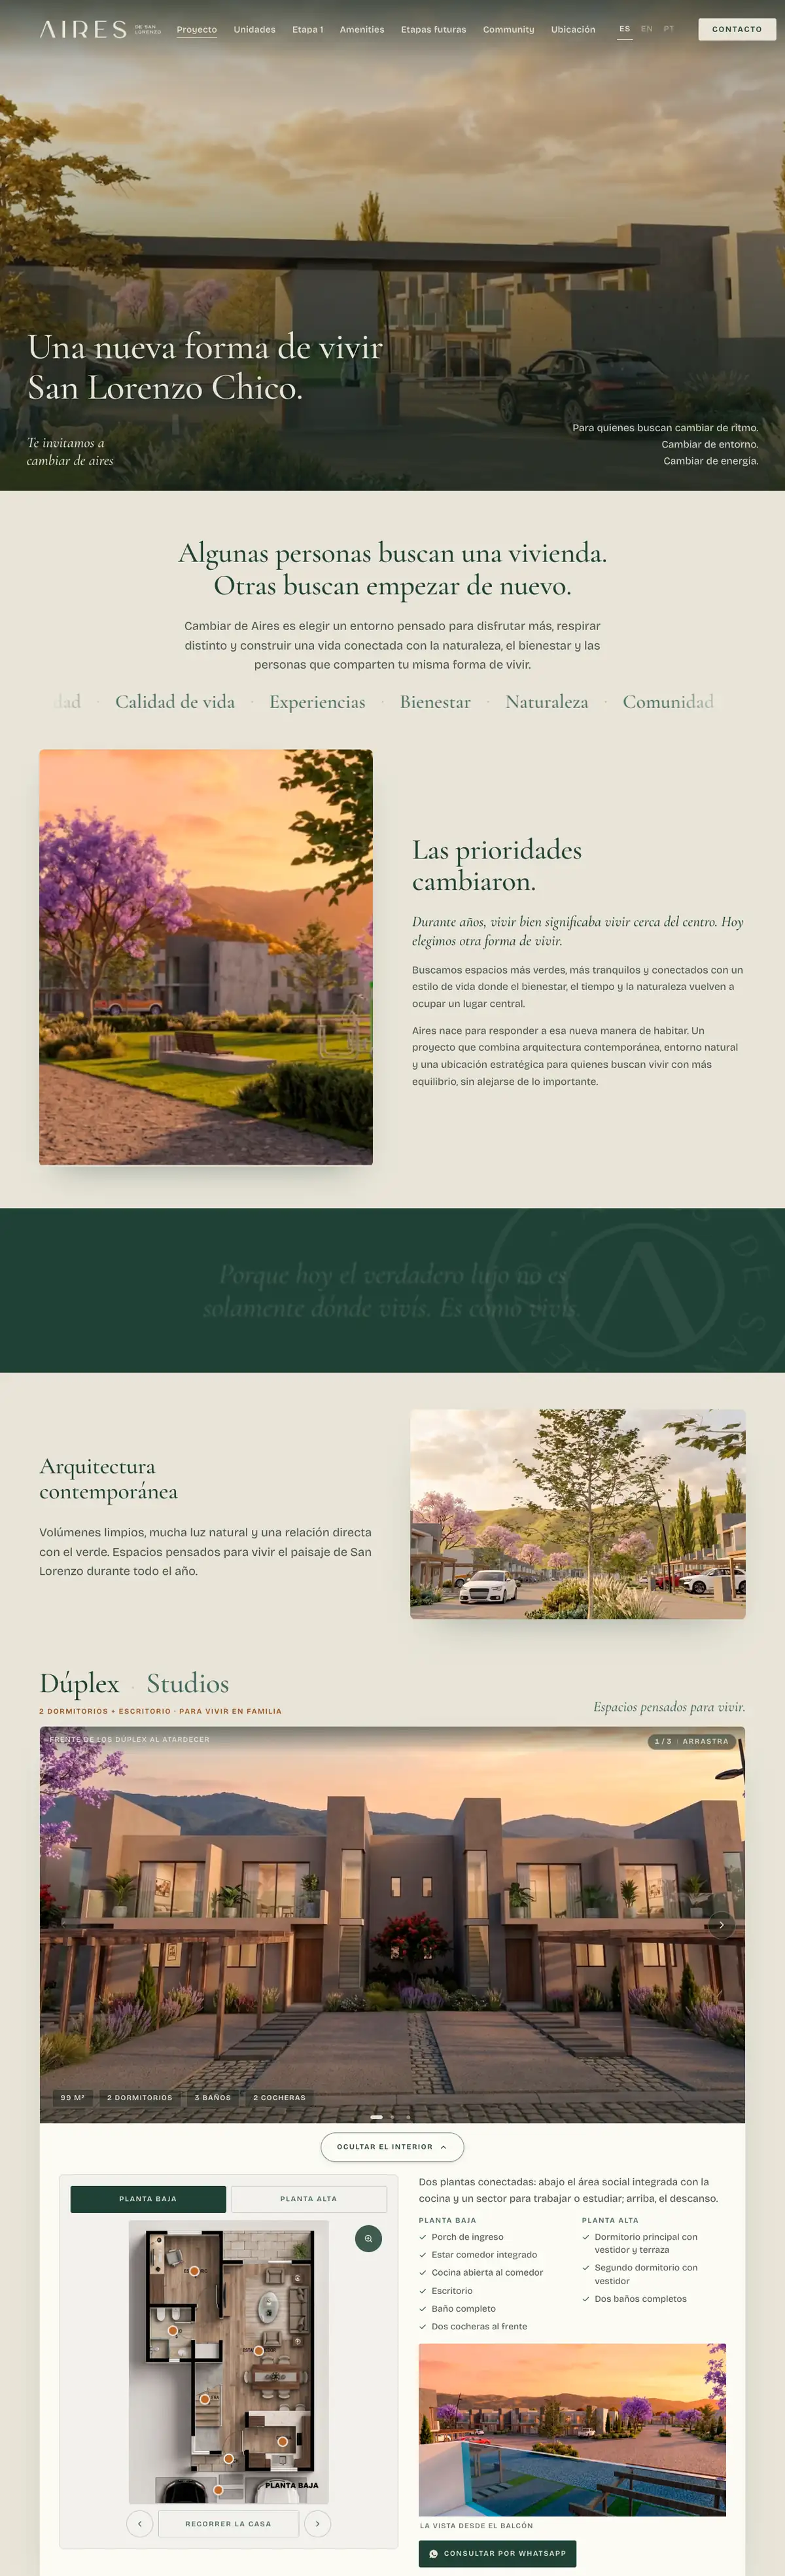 AIRES DE SAN LORENZO
Proyecto Unidades Etapa 1 Amenities Etapas futuras Community Ubicación ES EN PT CONTACTO
Una nueva forma de vivir
San Lorenzo Chico.
Te invitamos a
cambiar de aires
Para quienes buscan cambiar de ritmo.
Cambiar de entorno.
Cambiar de energía.
Algunas personas buscan una vivienda.
Otras buscan empezar de nuevo.
Cambiar de Aires es elegir un entorno pensado para disfrutar más, respirar
distinto y construir una vida conectada con la naturaleza, el bienestar y las
personas que comparten tu misma forma de vivir.
dad · Calidad de vida · Experiencias · Bienestar · Naturaleza · Comunidad
Las prioridades
cambiaron.
Durante años, vivir bien significaba vivir cerca del centro. Hoy
elegimos otra forma de vivir.
Buscamos espacios más verdes, más tranquilos y conectados con un
estilo de vida donde el bienestar, el tiempo y la naturaleza vuelven a
ocupar un lugar central.
Aires nace para responder a esa nueva manera de habitar. Un
proyecto que combina arquitectura contemporánea, entorno natural
y una ubicación estratégica para quienes buscan vivir con más
equilibrio, sin alejarse de lo importante.
Porque hoy el verdadero lujo no es
solamente dónde vivís. Es cómo vivís.
Arquitectura
contemporánea
Volúmenes limpios, mucha luz natural y una relación directa
con el verde. Espacios pensados para vivir el paisaje de San
Lorenzo durante todo el año.
Dúplex · Studios
2 DORMITORIOS + ESCRITORIO · PARA VIVIR EN FAMILIA
Espacios pensados para vivir.
FRENTE DE LOS DÚPLEX AL ATARDECER
1 / 3 | ARRASTRA
99 M² 2 DORMITORIOS 3 BAÑOS 2 COCHERAS
OCULTAR EL INTERIOR
PLANTA BAJA PLANTA ALTA
PLANTA BAJA
RECORRER LA CASA
Dos plantas conectadas: abajo el área social integrada con la
cocina y un sector para trabajar o estudiar; arriba, el descanso.
PLANTA BAJA
Porch de ingreso
Estar comedor integrado
Cocina abierta al comedor
Escritorio
Baño completo
Dos cocheras al frente
PLANTA ALTA
Dormitorio principal con
vestidor y terraza
Segundo dormitorio con
vestidor
Dos baños completos
LA VISTA DESDE EL BALCÓN
CONSULTAR POR WHATSAPP